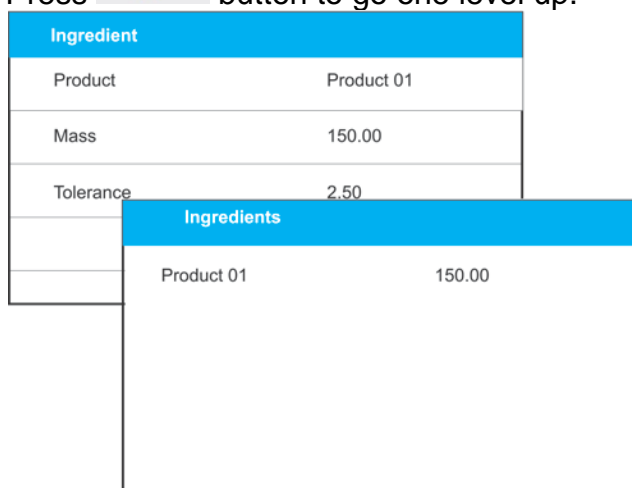 Press button to go one level up.
Ingredient
Product Product 01
Mass 150.00
Tolerance 2.50
Ingredients
Product 01 150.00